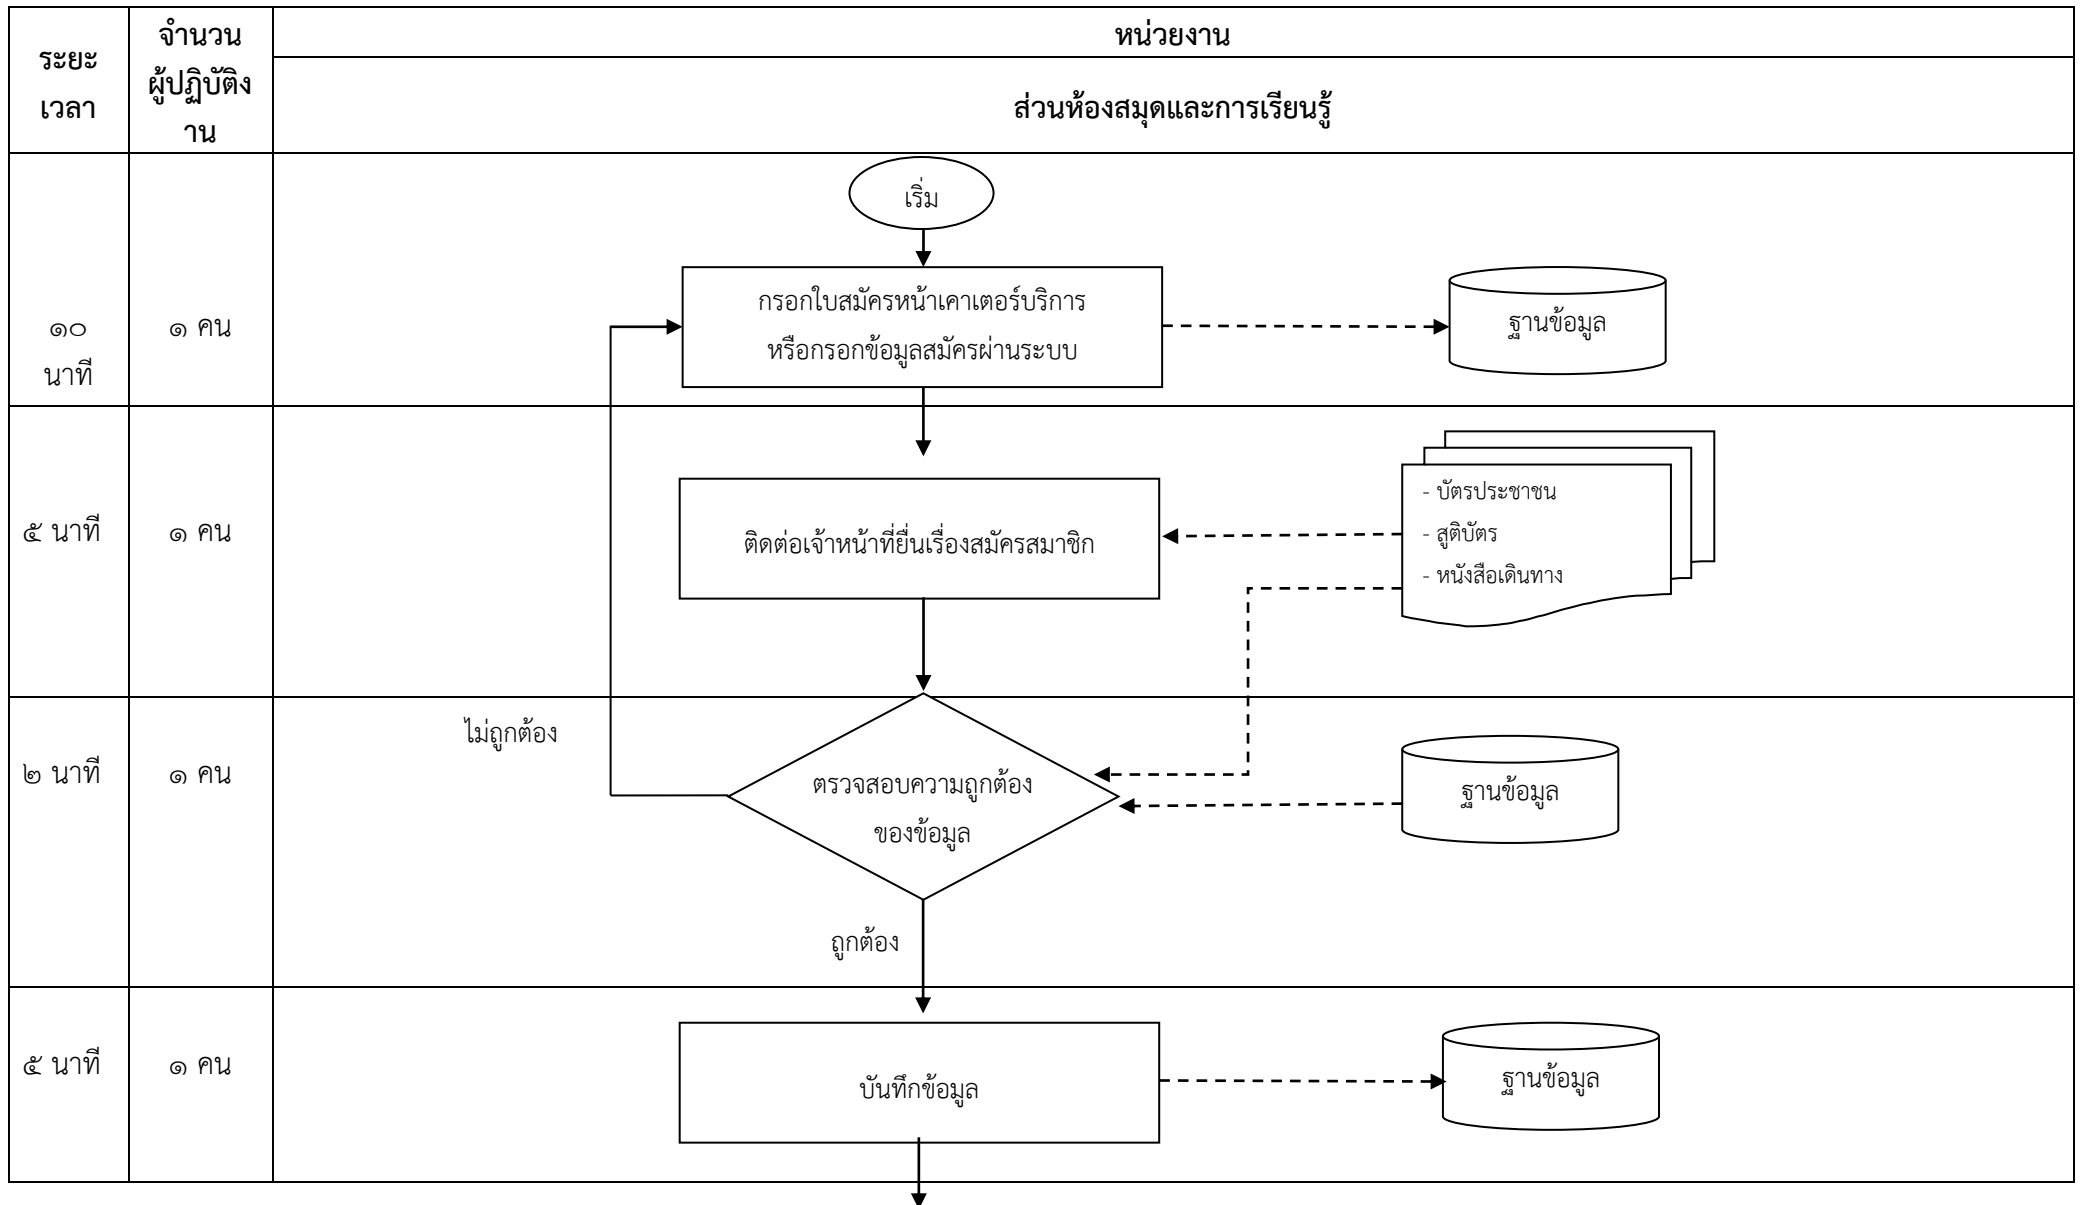 ระยะ
เวลา
จำนวน
ผู้ปฏิบัติง
าน
หน่วยงาน
ส่วนห้องสมุดและการเรียนรู้
เริ่ม
๑๐
นาที
๑ คน
กรอกใบสมัครหน้าเคาเตอร์บริการ
หรือกรอกข้อมูลสมัครผ่านระบบ
ฐานข้อมูล
๕ นาที
๑ คน
ติดต่อเจ้าหน้าที่ยื่นเรื่องสมัครสมาชิก
- บัตรประชาชน
- สูติบัตร
- หนังสือเดินทาง
๒ นาที
๑ คน
ไม่ถูกต้อง
ตรวจสอบความถูกต้อง
ของข้อมูล
ฐานข้อมูล
ถูกต้อง
๕ นาที
๑ คน
บันทึกข้อมูล
ฐานข้อมูล